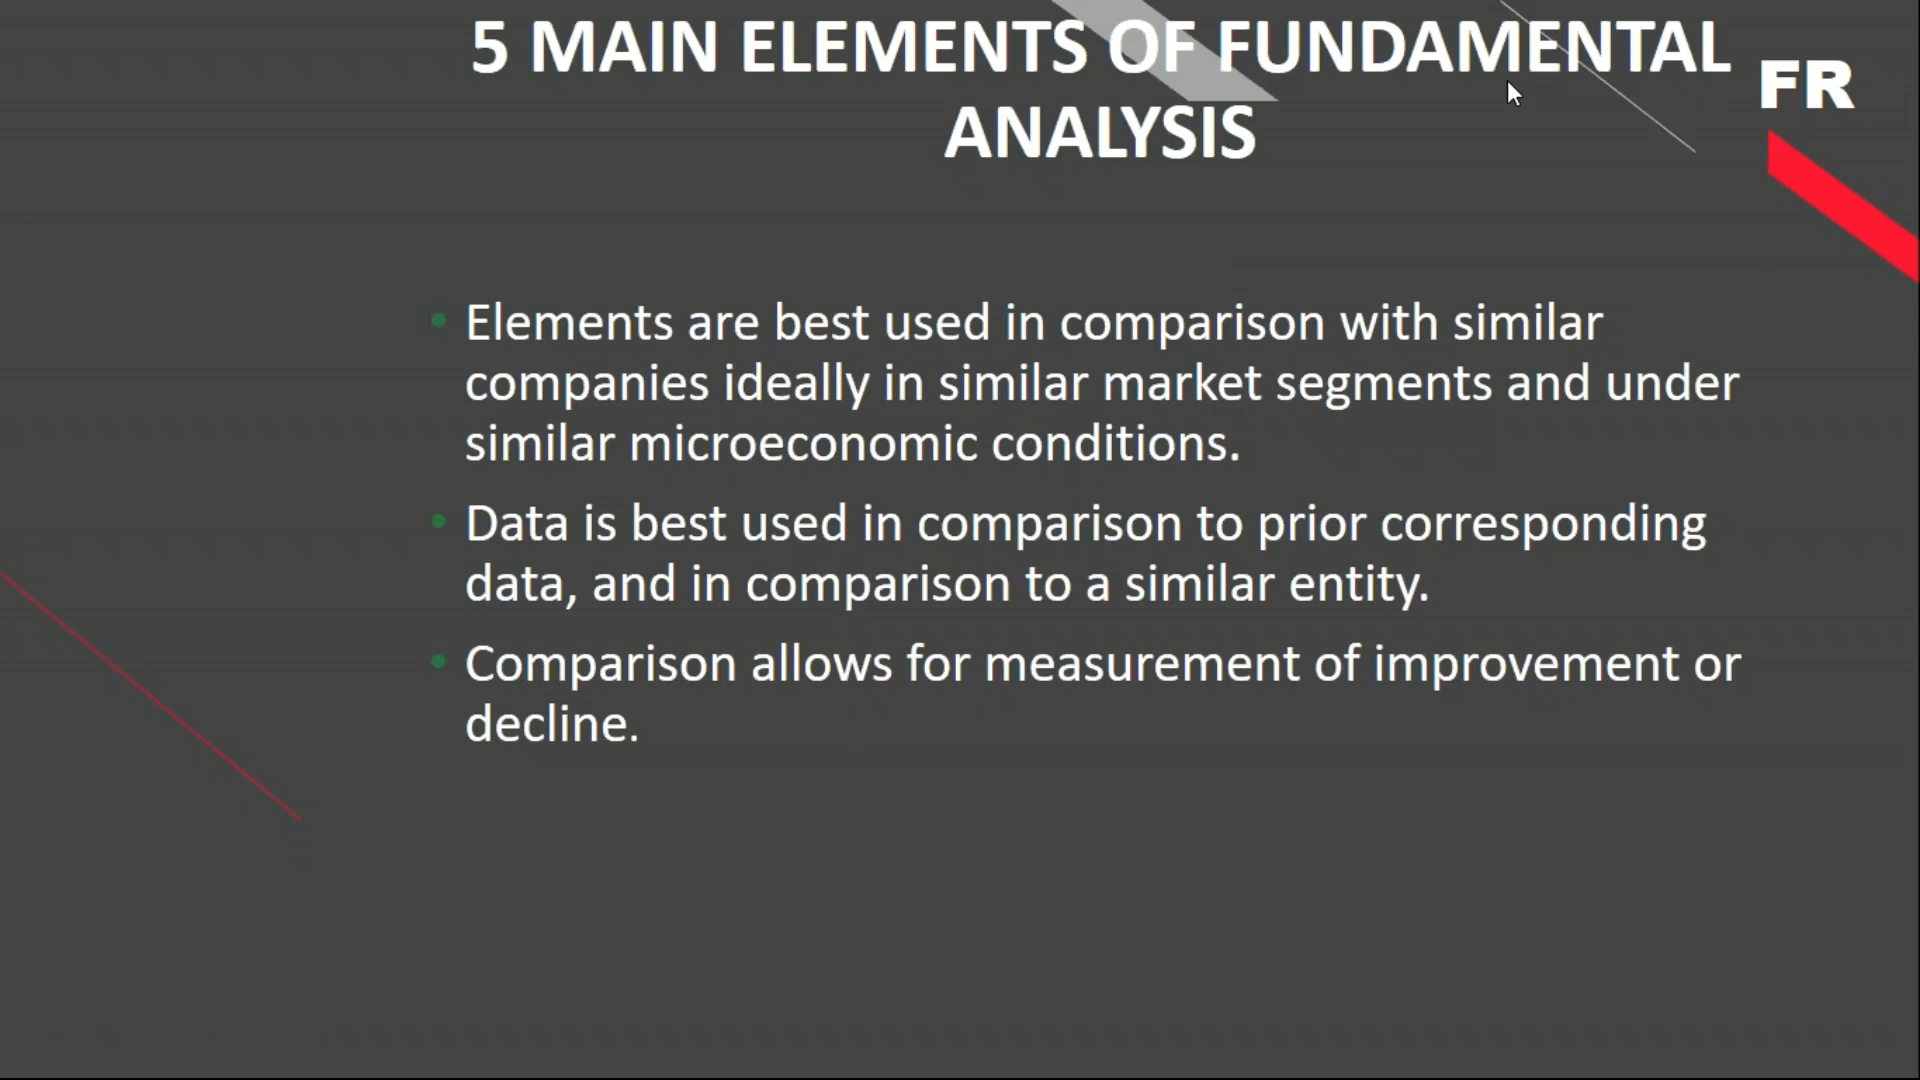 5 MAIN ELEMENTS OF FUNDAMENTAL
ANALYSIS
FR
• Elements are best used in comparison with similar
companies ideally in similar market segments and under
similar microeconomic conditions.
• Data is best used in comparison to prior corresponding
data, and in comparison to a similar entity.
• Comparison allows for measurement of improvement or
decline.